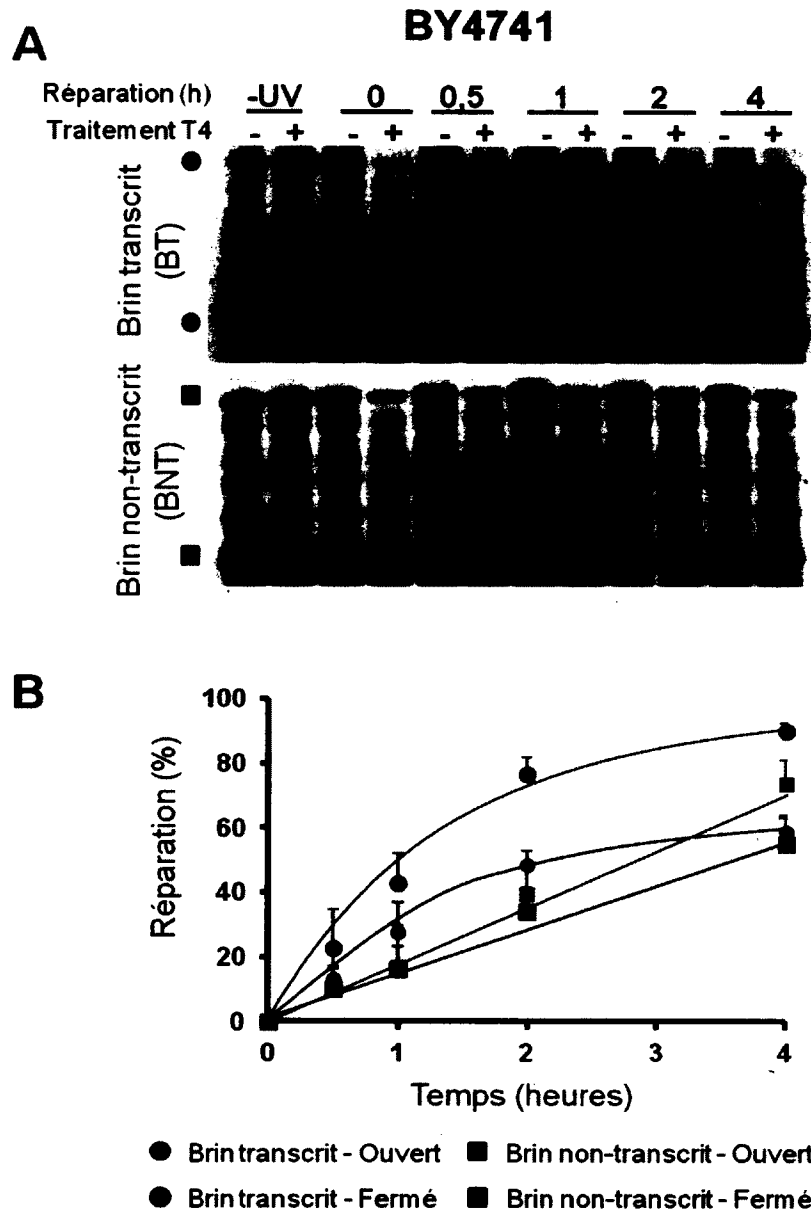 BY4741
A
Réparation (h) -UV 0 0,5 1 2 4
Traitement T4 - + - + - + - + - + - +
Brin transcrit
(BT)
Brin non-transcrit
(BNT)
B
Réparation (%)
100
80
60
40
20
0
0 1 2 3 4
Temps (heures)
Brin transcrit - Ouvert
Brin non-transcrit - Ouvert
Brin transcrit - Fermé
Brin non-transcrit - Fermé